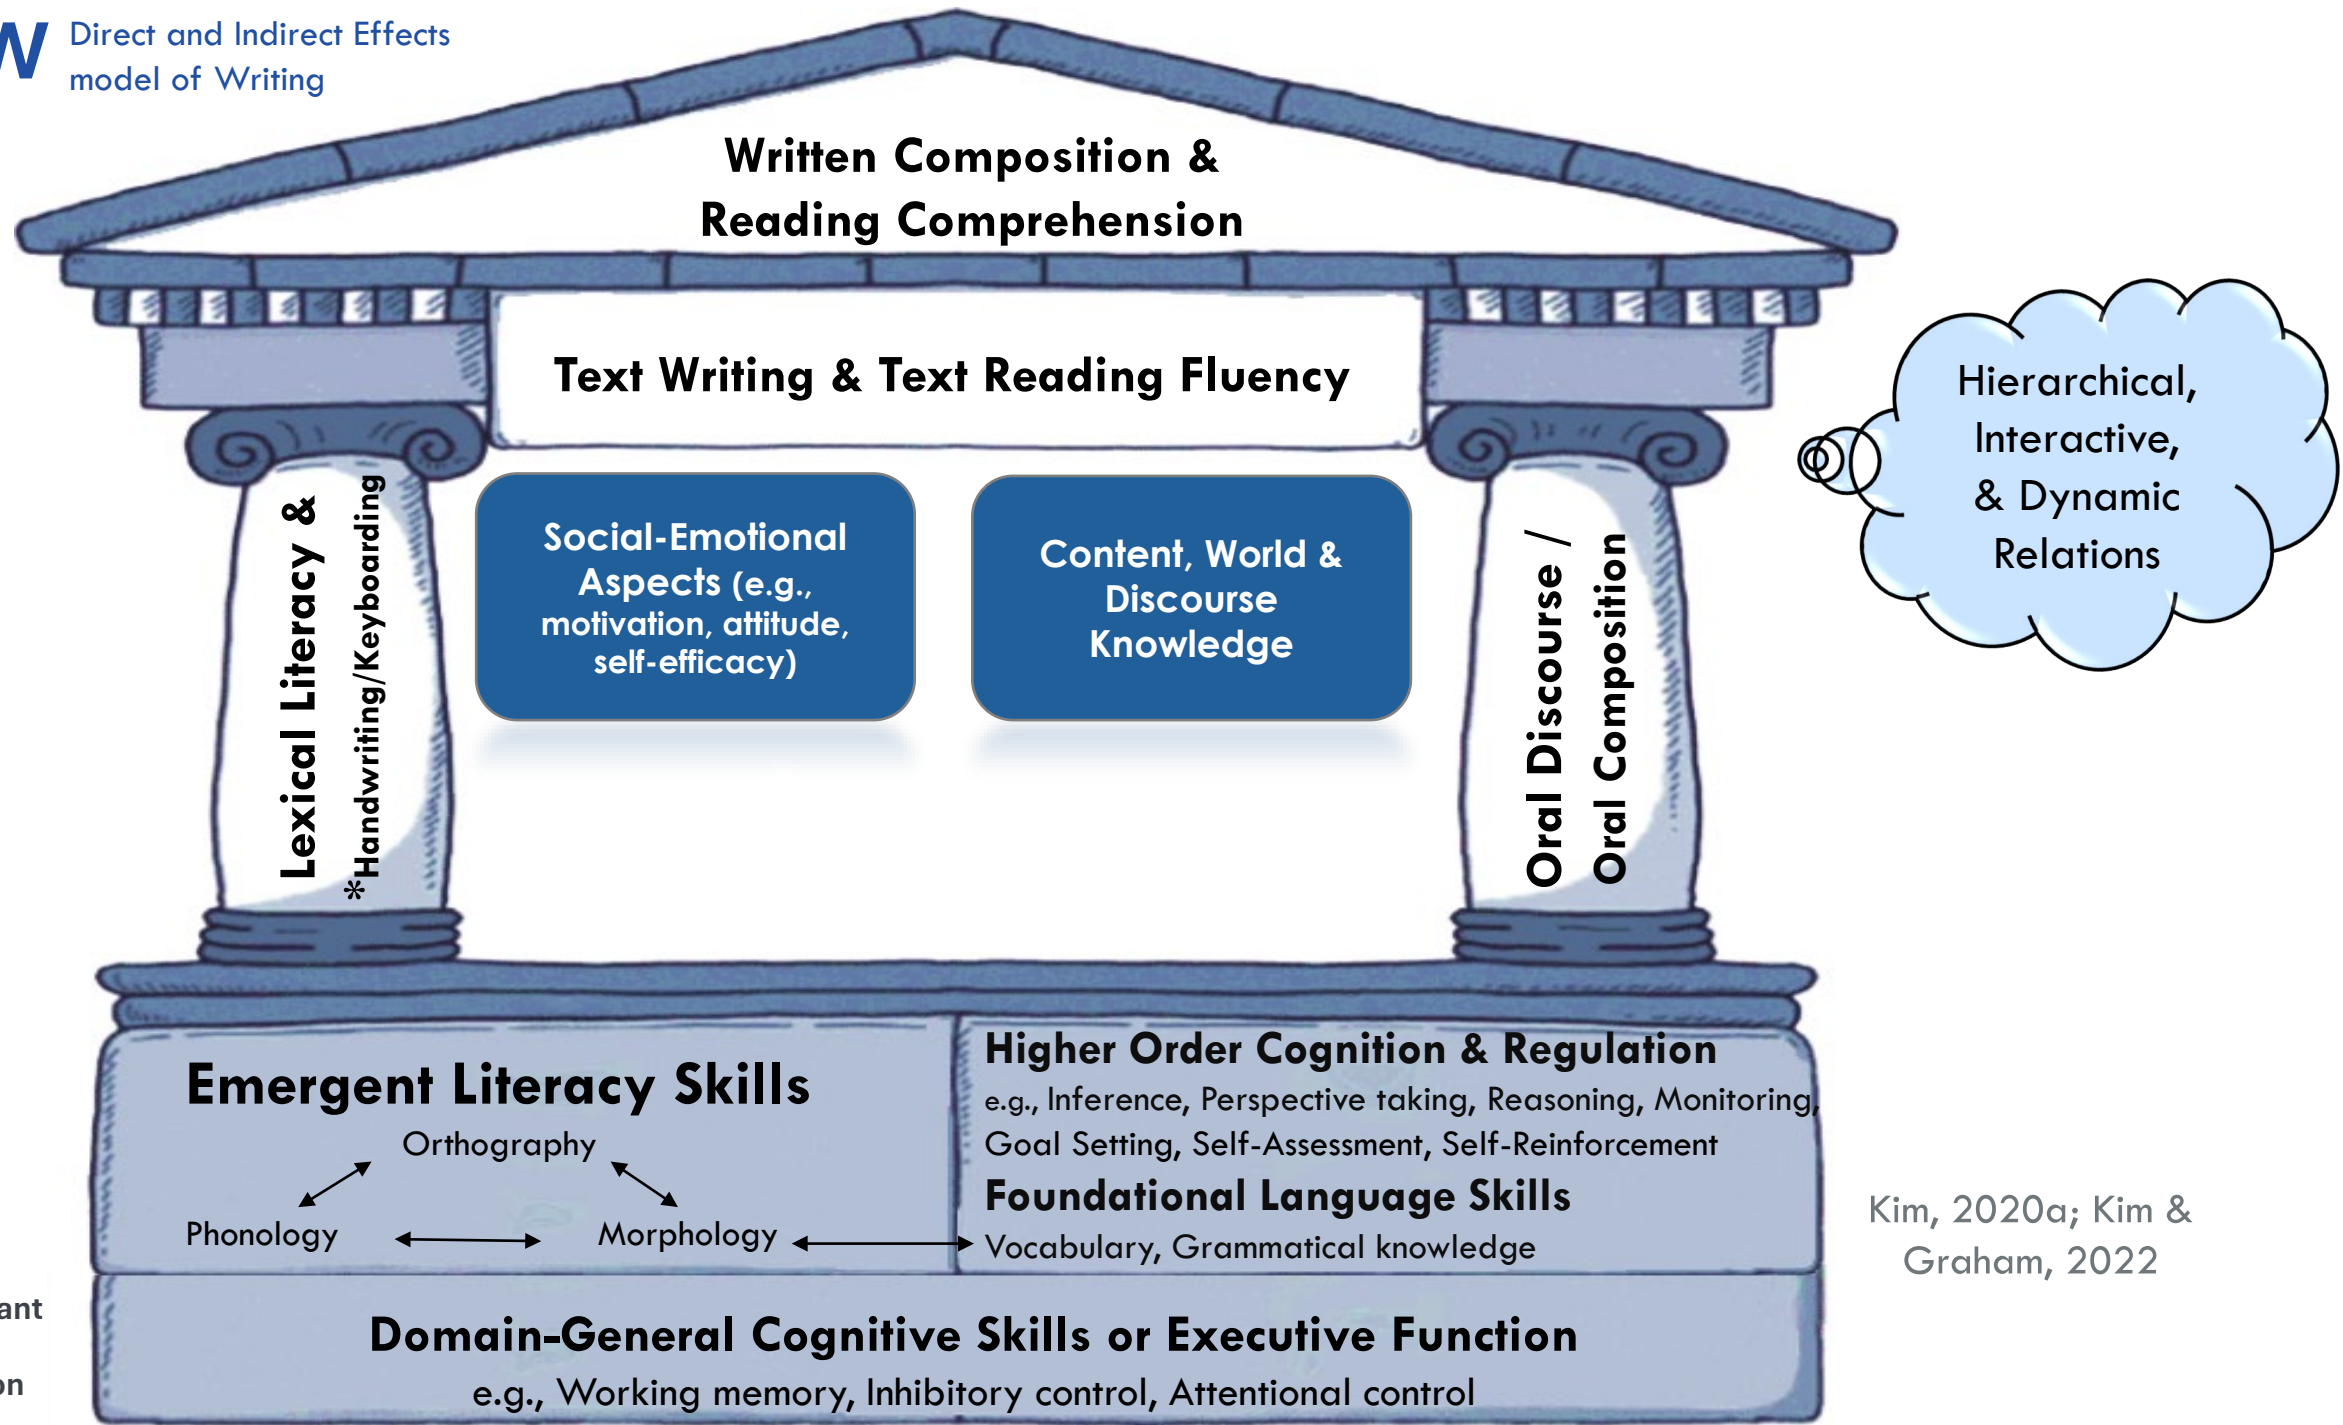 W
Direct and Indirect Effects
model of Writing
Written Composition &
Reading Comprehension
Text Writing & Text Reading Fluency
Lexical Literacy &
*Handwriting/Keyboarding
Social-Emotional
Aspects (e.g.,
motivation, attitude,
self-efficacy)
Content, World &
Discourse
Knowledge
Oral Discourse /
Oral Composition
Hierarchical,
Interactive,
& Dynamic
Relations
Emergent Literacy Skills
Orthography
Phonology
Morphology
Higher Order Cognition & Regulation
e.g., Inference, Perspective taking, Reasoning, Monitoring,
Goal Setting, Self-Assessment, Self-Reinforcement
Foundational Language Skills
Vocabulary, Grammatical knowledge
Domain-General Cognitive Skills or Executive Function
e.g., Working memory, Inhibitory control, Attentional control
Kim, 2020a; Kim &
Graham, 2022